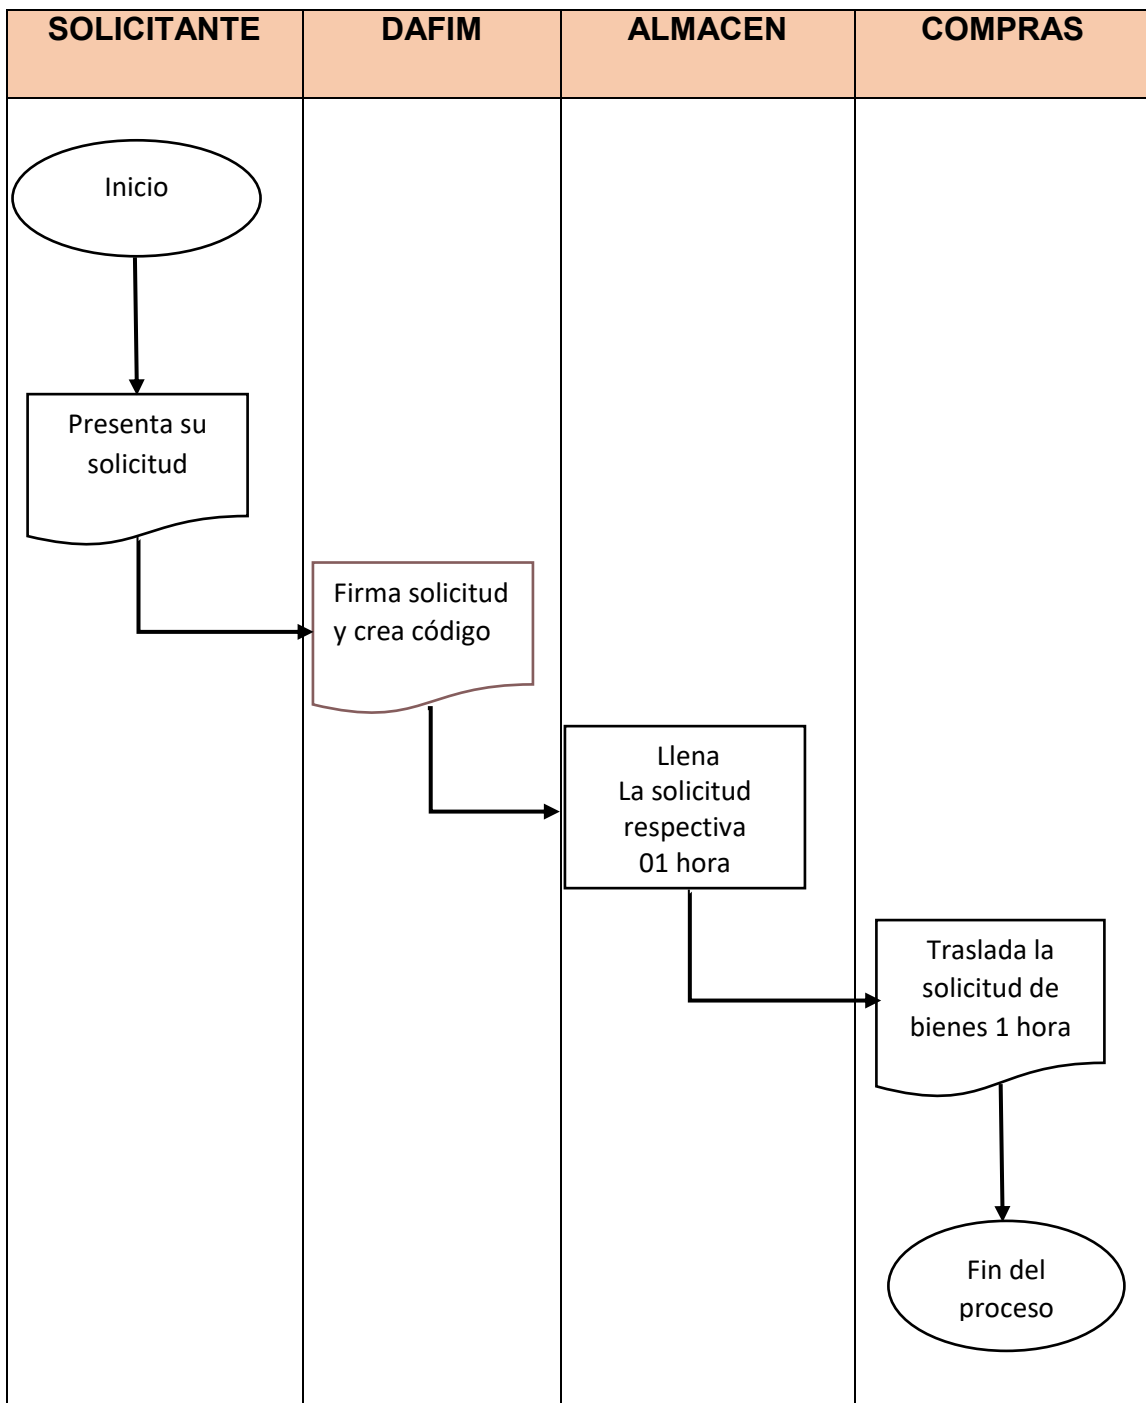 SOLICITANTE DAFIM ALMACEN COMPRAS
Inicio
Presenta su
solicitud
Firma solicitud
y crea código
Llena
La solicitud
respectiva
01 hora
Traslada la
solicitud de
bienes 1 hora
Fin del
proceso